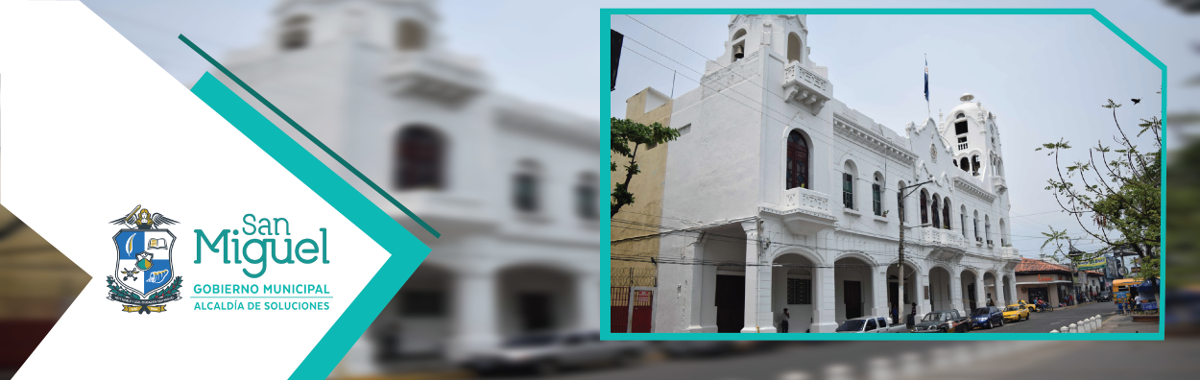 San
Miguel
GOBIERNO MUNICIPAL
ALCALDÍA DE SOLUCIONES